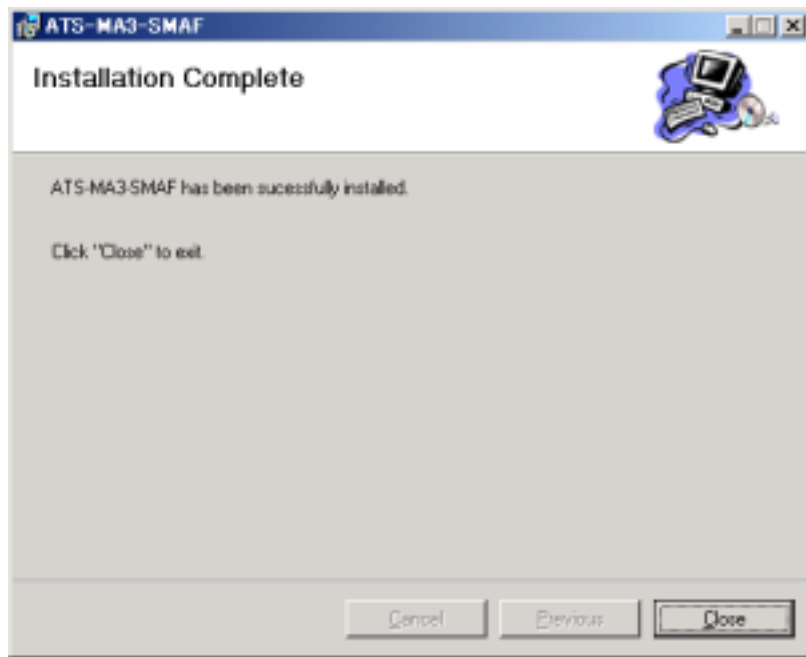 ATS-MA3-SMAF
Installation Complete
ATS-MA3-SMAF has been sucessfully installed.
Click "Close" to exit.
Cancel
Previous
Close